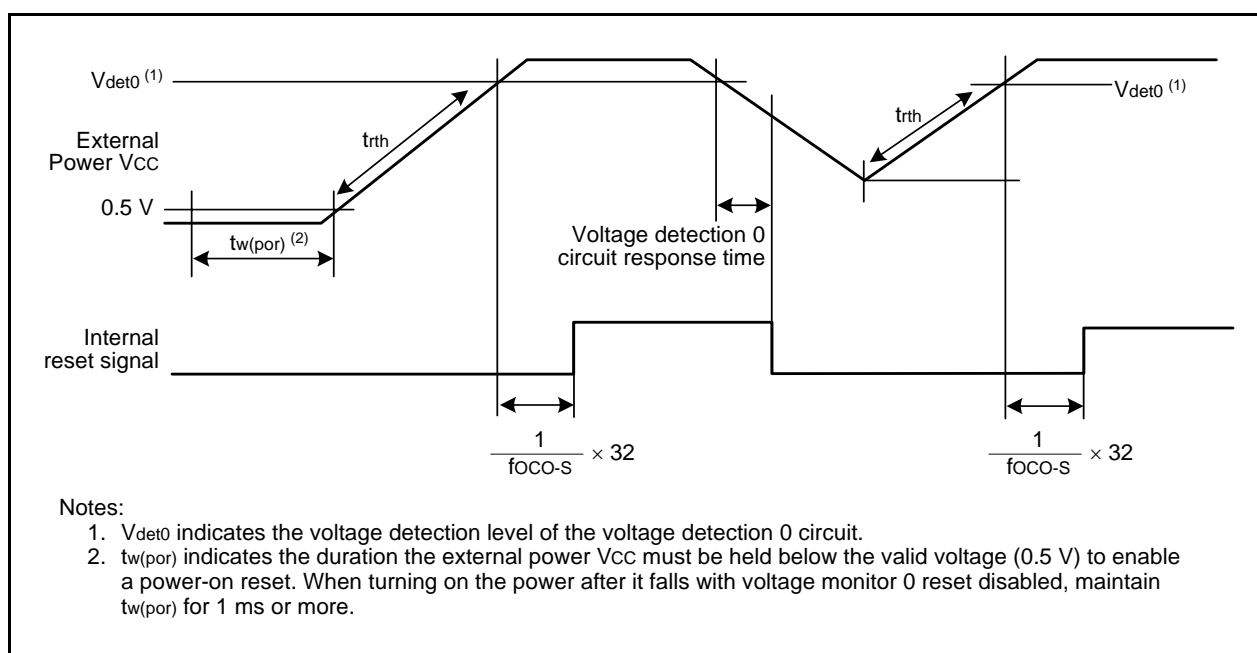 Vdet0 (1)
External
Power VCC
0.5 V
tw(por) (2)
trth
Voltage detection 0
circuit response time
trth
Vdet0 (1)
Internal
reset signal
1
fOCO-S
× 32
1
fOCO-S
× 32
Notes:
1. Vdet0 indicates the voltage detection level of the voltage detection 0 circuit.
2. tw(por) indicates the duration the external power VCC must be held below the valid voltage (0.5 V) to enable
a power-on reset. When turning on the power after it falls with voltage monitor 0 reset disabled, maintain
tw(por) for 1 ms or more.